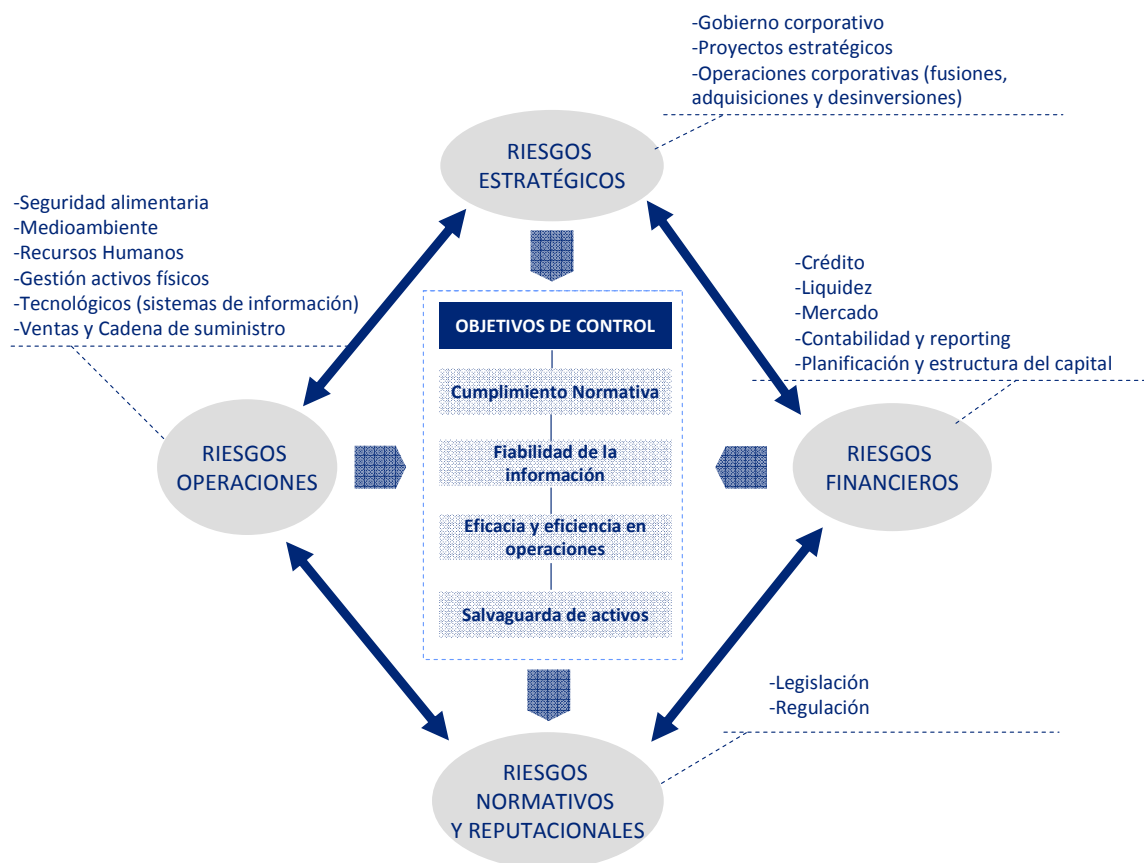 -Gobierno corporativo
-Proyectos estratégicos
-Operaciones corporativas (fusiones,
adquisiciones y desinversiones)
RIESGOS
ESTRATÉGICOS
-Seguridad alimentaria
-Medioambiente
-Recursos Humanos
-Gestión activos físicos
-Tecnológicos (sistemas de información)
-Ventas y Cadena de suministro
-Crédito
-Liquidez
-Mercado
-Contabilidad y reporting
-Planificación y estructura del capital
OBJETIVOS DE CONTROL
Cumplimiento Normativa
Fiabilidad de la
información
Eficacia y eficiencia en
operaciones
Salvaguarda de activos
RIESGOS
OPERACIONES
RIESGOS
FINANCIEROS
-Legislación
-Regulación
RIESGOS
NORMATIVOS
Y REPUTACIONALES